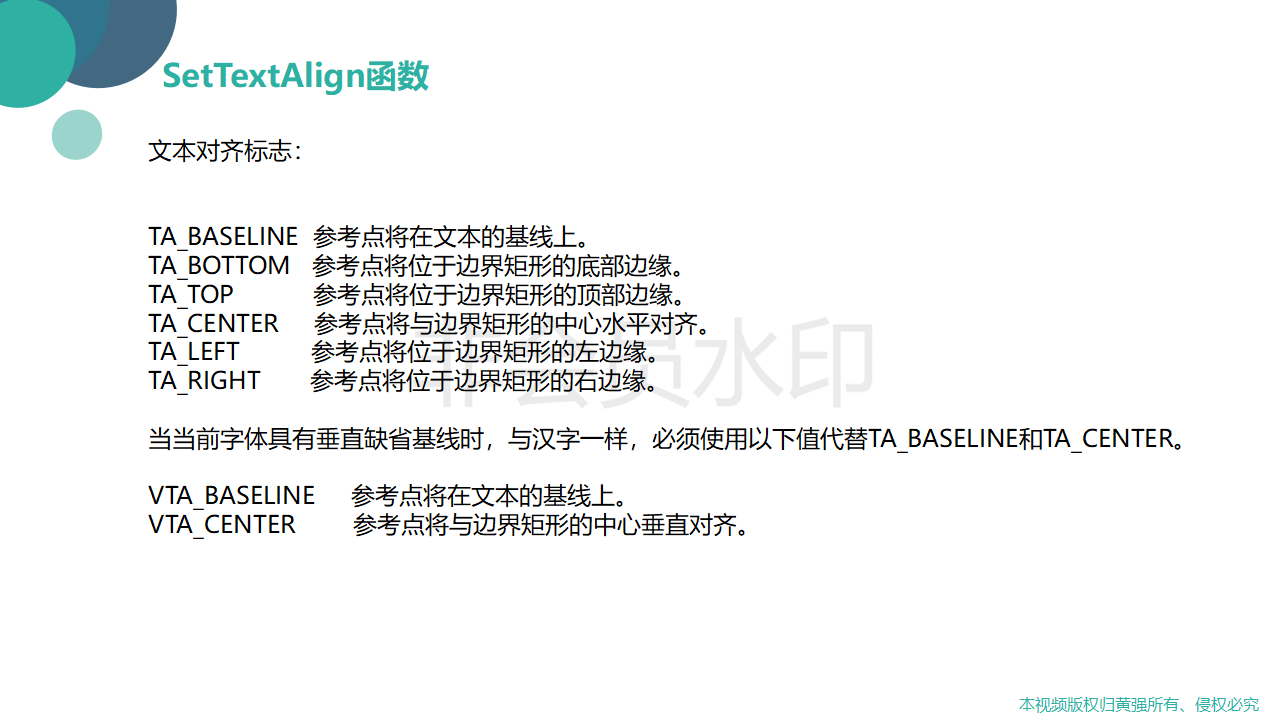 SetTextAlign函数
文本对齐标志：
TA_BASELINE 参考点将在文本的基线上。
TA_BOTTOM 参考点将位于边界矩形的底部边缘。
TA_TOP 参考点将位于边界矩形的顶部边缘。
TA_CENTER 参考点将与边界矩形的中心水平对齐。
TA_LEFT 参考点将位于边界矩形的左边缘。
TA_RIGHT 参考点将位于边界矩形的右边缘。
非会员水印
当当前字体具有垂直缺省基线时，与汉字一样，必须使用以下值代替TA_BASELINE和TA_CENTER。
VTA_BASELINE 参考点将在文本的基线上。
VTA_CENTER 参考点将与边界矩形的中心垂直对齐。
本视频版权归黄强所有、侵权必究